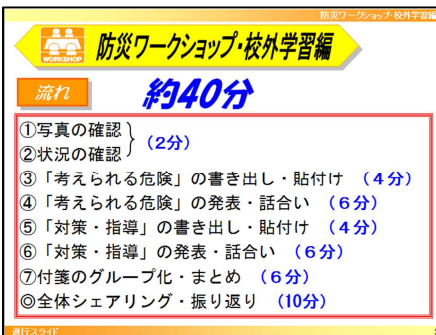 防災ワークショップ・校外学習編
WORKSHOP
防災ワークショップ・校外学習編
流れ
約40分
①写真の確認
②状況の確認
(2分)
③「考えられる危険」の書き出し・貼付け (4分)
④「考えられる危険」の発表・話合い (6分)
⑤「対策・指導」の書き出し・貼付け (4分)
⑥「対策・指導」の発表・話合い (6分)
⑦付箋のグループ化・まとめ (6分)
◎全体シェアリング・振り返り (10分)
進行スライド